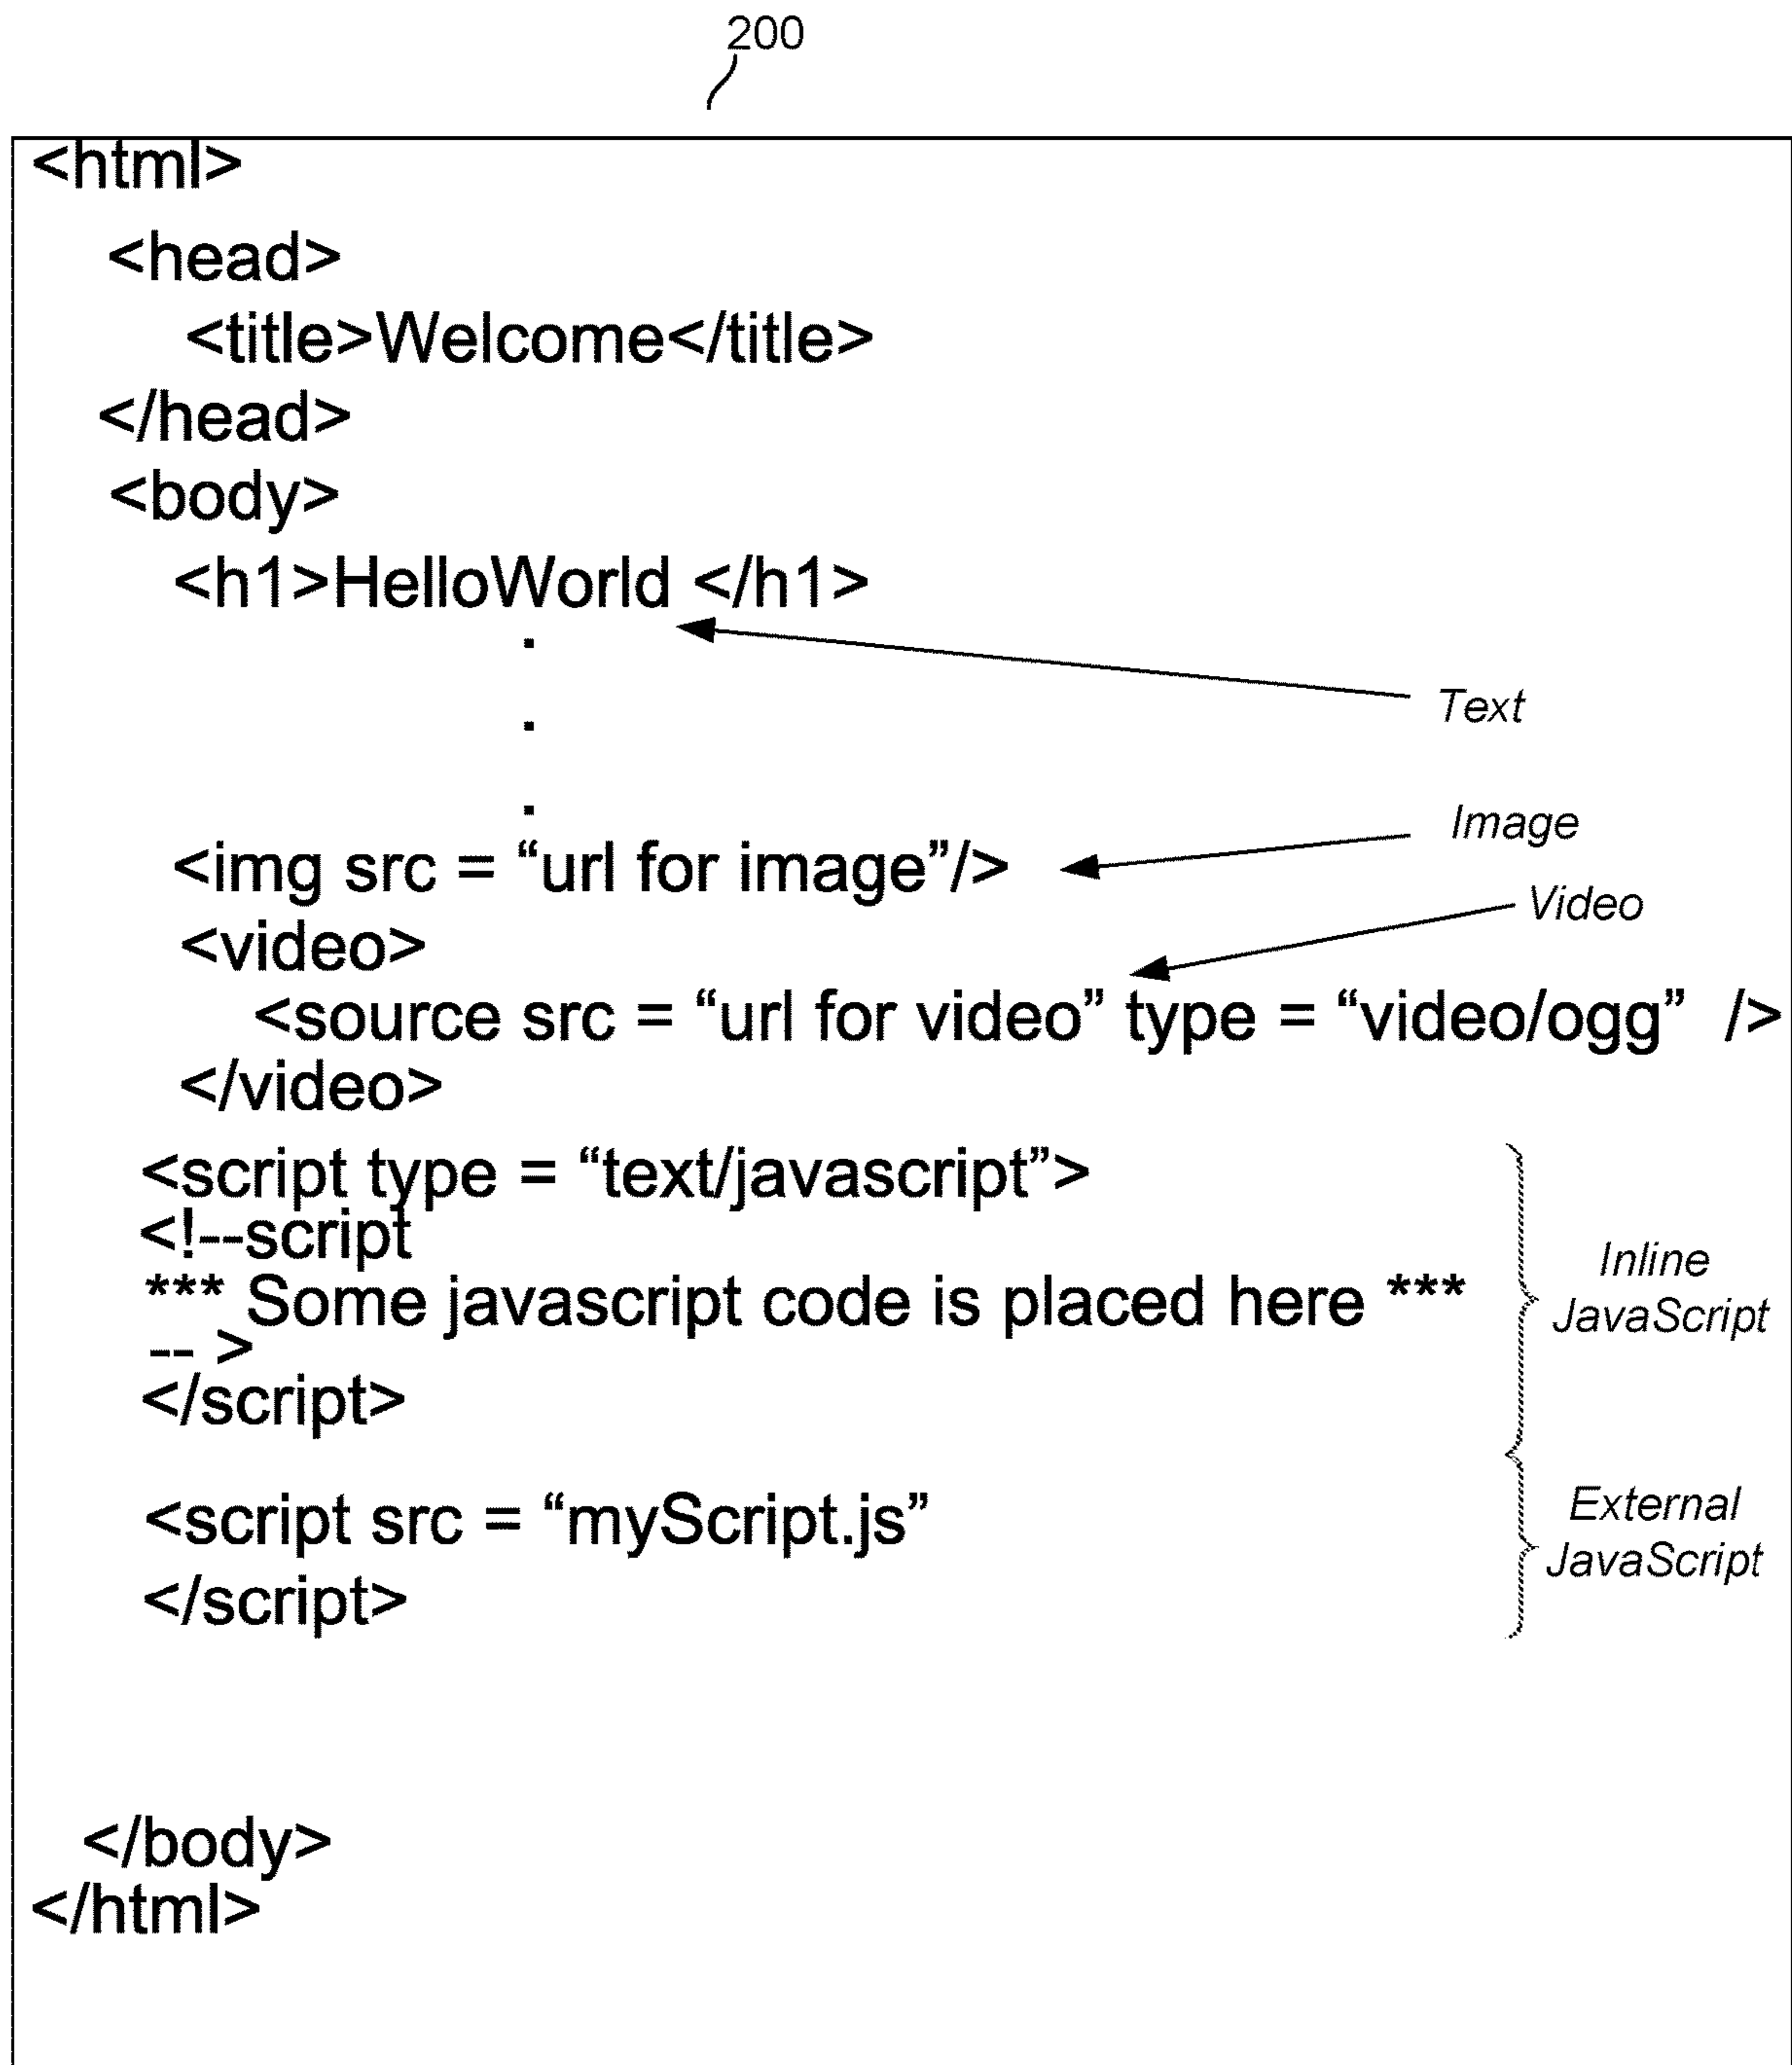 200
<html>
<head>
<title>Welcome</title>
</head>
<body>
<h1>HelloWorld </h1>
.
Text
.
.
Image
<img src = “url for image”/>
Video
<video>
<source src = “url for video” type = “video/ogg” />
</video>
<script type = “text/javascript”>
<!--script
*** Some javascript code is placed here ***
-- >
</script>
Inline
JavaScript
<script src = “myScript.js”
</script>
External
JavaScript
</body>
</html>